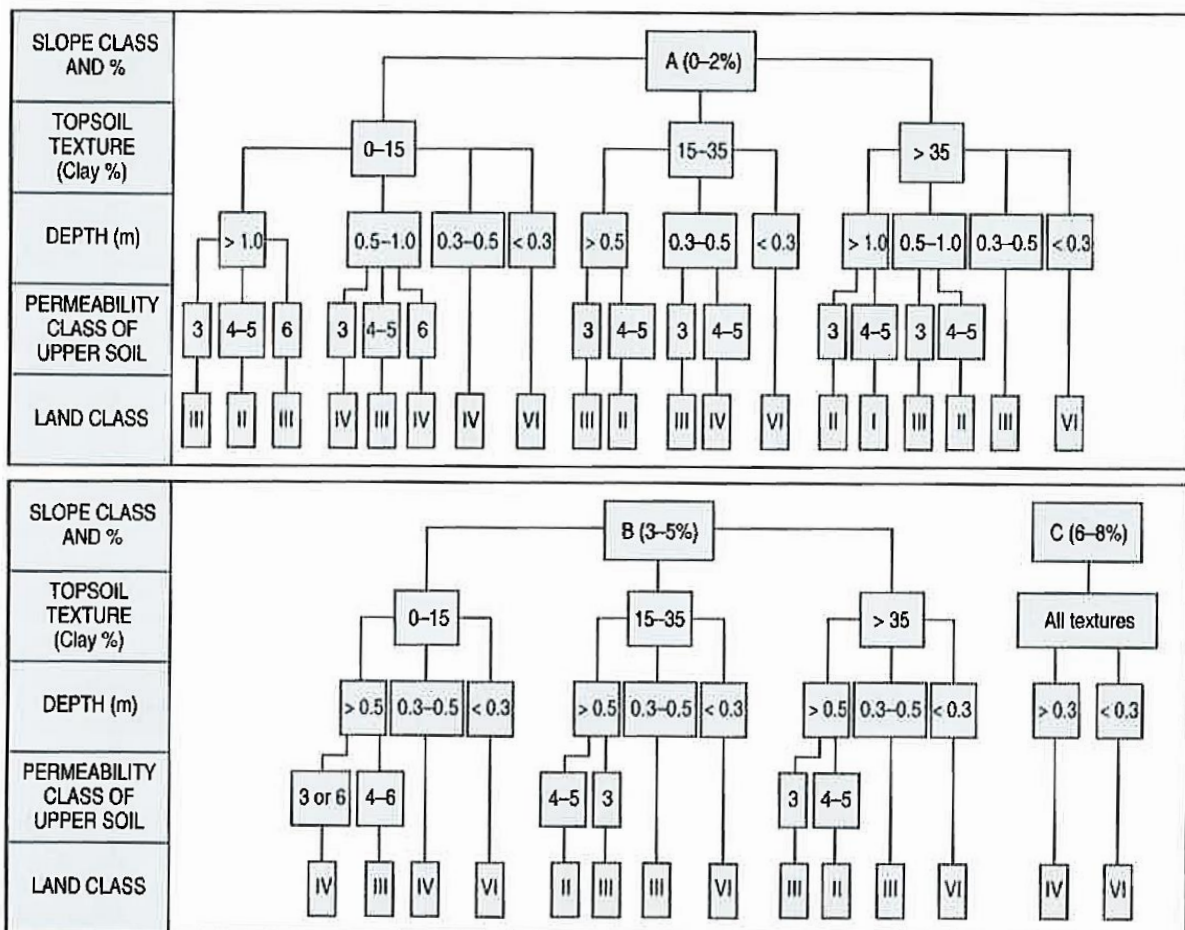 SLOPE CLASS
AND %
A (0–2%)
TOPSOIL
TEXTURE
(Clay %)
0–15
15–35
> 35
DEPTH (m)
> 1.0
0.5–1.0
0.3–0.5
< 0.3
> 0.5
0.3–0.5
< 0.3
> 1.0
0.5–1.0
0.3–0.5
< 0.3
PERMEABILITY
CLASS OF
UPPER SOIL
3
4–5
6
3
4–5
6
3
4–5
3
4–5
3
4–5
3
4–5
LAND CLASS
III
II
III
IV
III
IV
IV
VI
III
II
III
IV
VI
II
I
III
II
III
VI
SLOPE CLASS
AND %
B (3–5%)
C (6–8%)
TOPSOIL
TEXTURE
(Clay %)
0–15
15–35
> 35
All textures
DEPTH (m)
> 0.5
0.3–0.5
< 0.3
> 0.5
0.3–0.5
< 0.3
> 0.5
0.3–0.5
< 0.3
> 0.3
< 0.3
PERMEABILITY
CLASS OF
UPPER SOIL
3 or 6
4–6
4–5
3
3
4–5
LAND CLASS
IV
III
IV
VI
II
III
III
VI
III
II
III
VI
IV
VI